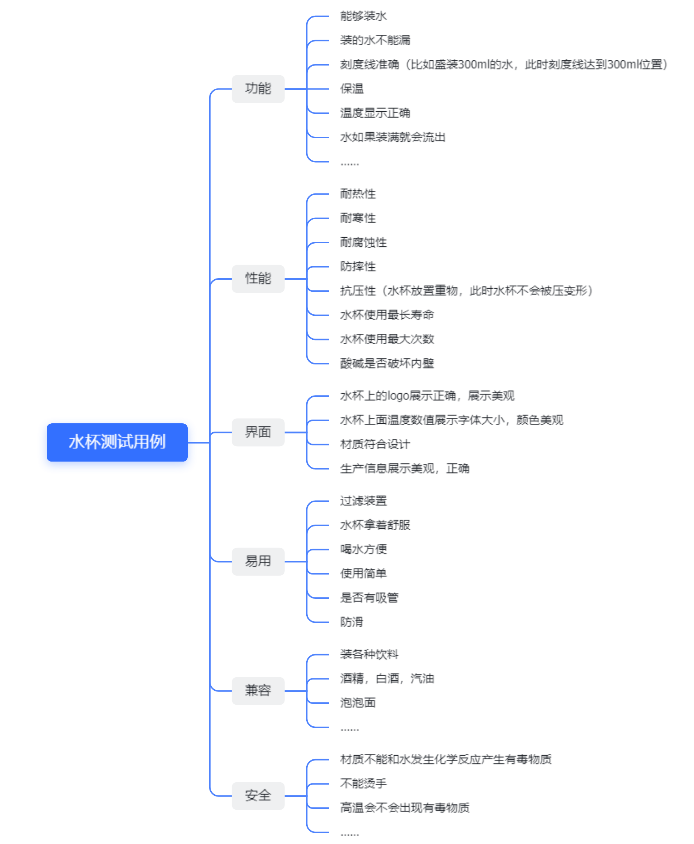 水杯测试用例
功能
能够装水
装的水不能漏
刻度线准确（比如盛装300ml的水，此时刻度线达到300ml位置）
保温
温度显示正确
水如果装满就会流出
......
性能
耐热性
耐寒性
耐腐蚀性
防摔性
抗压性（水杯放置重物，此时水杯不会被压变形）
水杯使用最长寿命
水杯使用最大次数
酸碱是否破坏内壁
界面
水杯上的logo展示正确，展示美观
水杯上面温度数值展示字体大小，颜色美观
材质符合设计
生产信息展示美观，正确
易用
过滤装置
水杯拿着舒服
喝水方便
使用简单
是否有吸管
防滑
兼容
装各种饮料
酒精，白酒，汽油
泡泡面
......
安全
材质不能和水发生化学反应产生有毒物质
不能烫手
高温会不会出现有毒物质
......